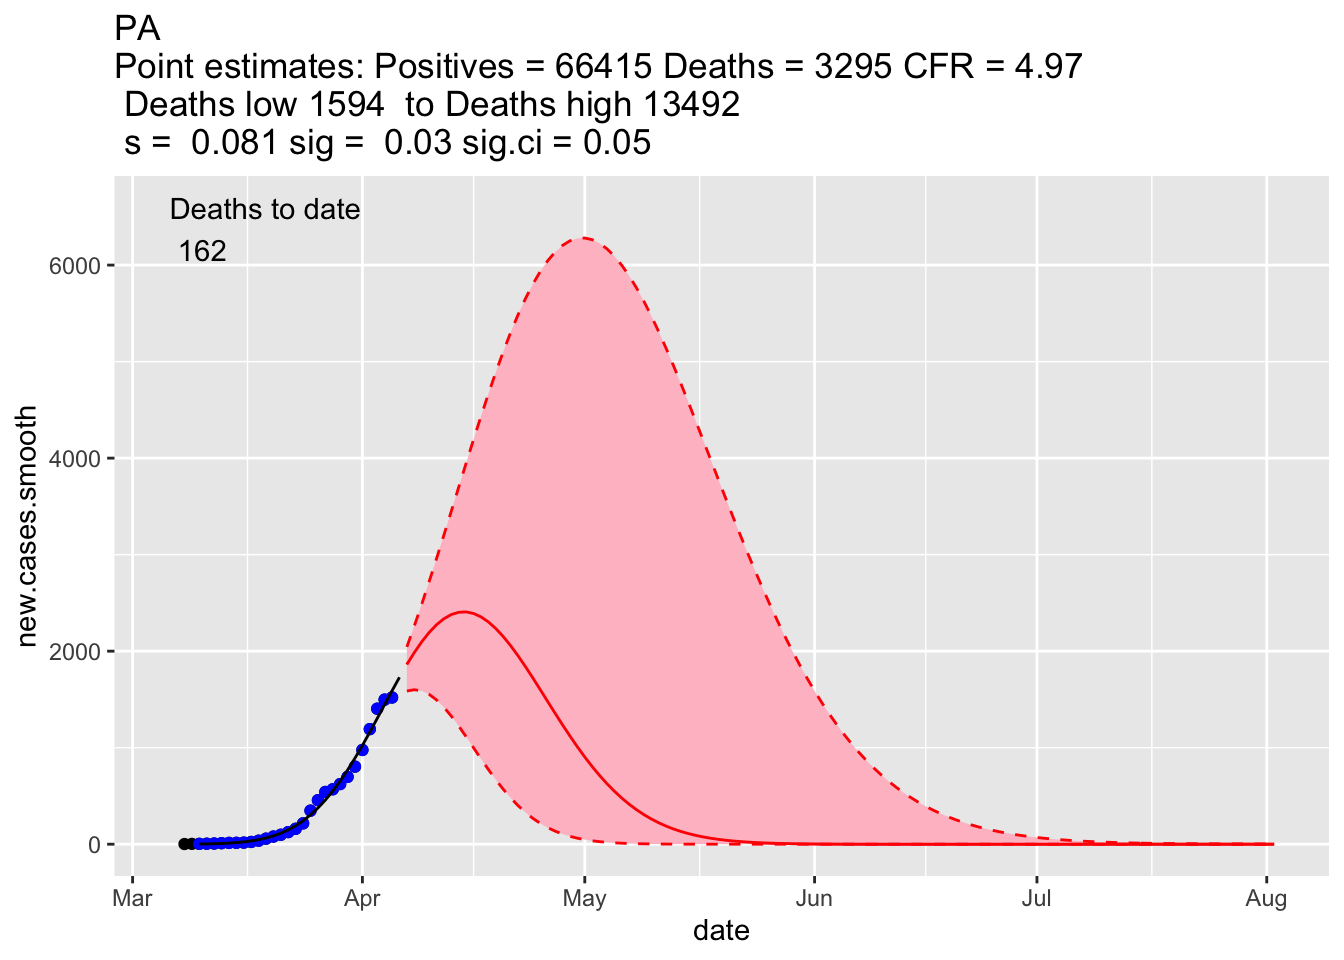 PA
Point estimates: Positives = 66415 Deaths = 3295 CFR = 4.97
Deaths low 1594  to Deaths high 13492
s =  0.081 sig =  0.03 sig.ci = 0.05
Deaths to date
162
6000
4000
2000
0
new.cases.smooth
Mar Apr May Jun Jul Aug
date